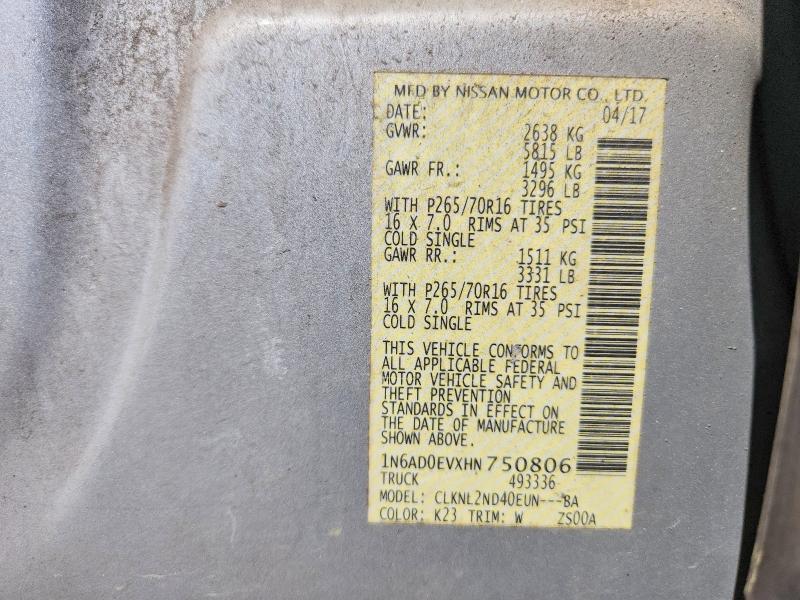 MFD BY NISSAN MOTOR CO., LTD.
DATE: 04/17
GVWR: 2638 KG
5815 LB
GAWR FR.: 1495 KG
3296 LB
WITH P265/70R16 TIRES
16 X 7.0 RIMS AT 35 PSI
COLD SINGLE
GAWR RR.: 1511 KG
3331 LB
WITH P265/70R16 TIRES
16 X 7.0 RIMS AT 35 PSI
COLD SINGLE
THIS VEHICLE CONFORMS TO
ALL APPLICABLE FEDERAL
MOTOR VEHICLE SAFETY AND
THEFT PREVENTION
STANDARDS IN EFFECT ON
THE DATE OF MANUFACTURE
SHOWN ABOVE.
1N6AD0EVXHN750806
TRUCK 493336
MODEL: CLKNL2ND40EUN---BA
COLOR: K23 TRIM: W ZS00A